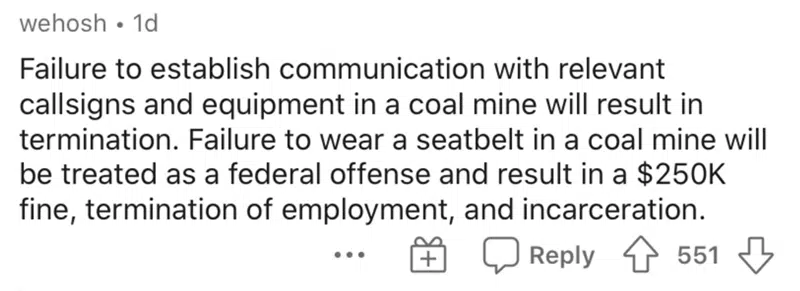 wehosh • 1d
Failure to establish communication with relevant
callsigns and equipment in a coal mine will result in
termination. Failure to wear a seatbelt in a coal mine will
be treated as a federal offense and result in a $250K
fine, termination of employment, and incarceration.
Reply 551